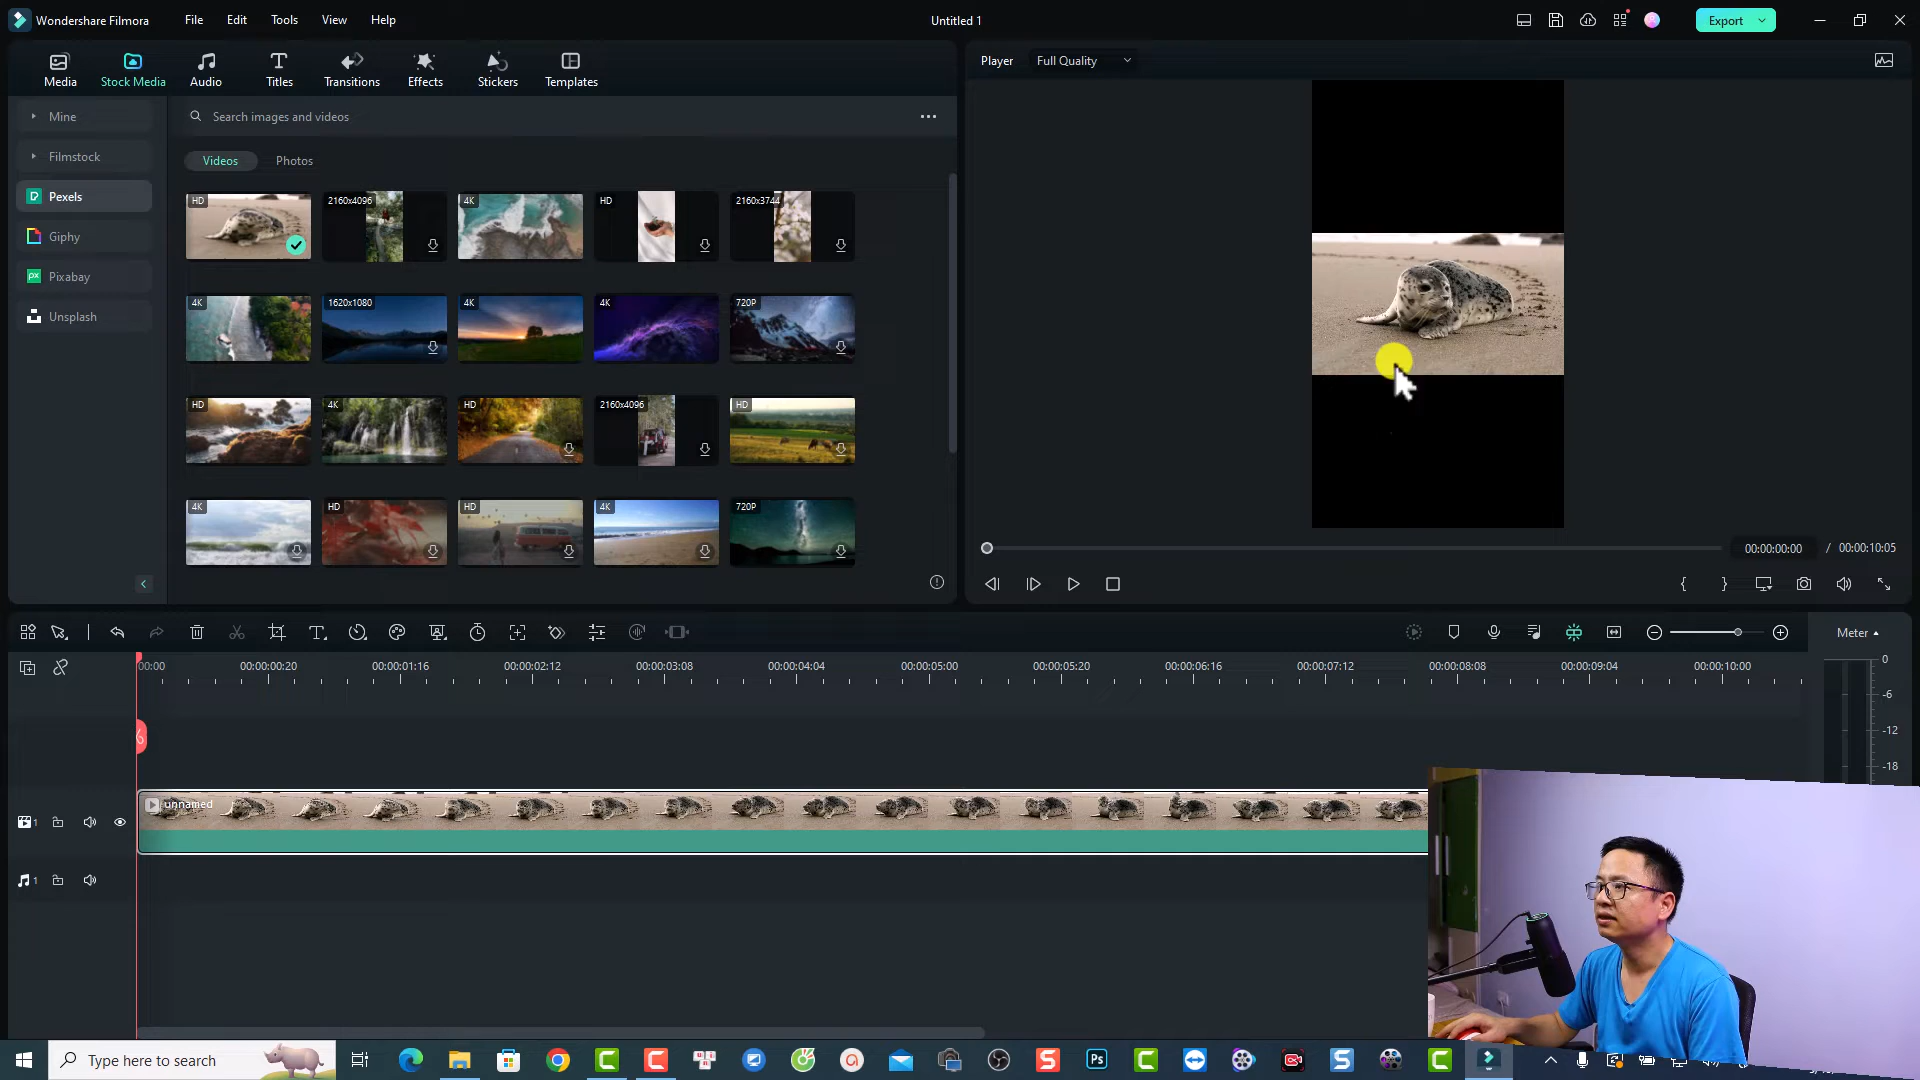 Wondershare Filmora
File
Edit
Tools
View
Help
Untitled 1
Export
Media
Stock Media
Audio
Titles
Transitions
Effects
Stickers
Templates
Player
Full Quality
Mine
Filmstock
Pexels
Giphy
Pixabay
Unsplash
Search images and videos
Videos
Photos
HD
2160x4096
4K
HD
2160x3744
4K
1620x1080
4K
4K
720P
HD
4K
HD
2160x4096
HD
4K
HD
HD
4K
720P
00:00:00:00 / 00:00:10:05
Meter
00:00
00:00:00:20
00:00:01:16
00:00:02:12
00:00:03:08
00:00:04:04
00:00:05:00
00:00:05:20
00:00:06:16
00:00:07:12
00:00:08:08
00:00:09:04
00:00:10:00
0
-6
-12
-18
unnamed
1
1
Type here to search